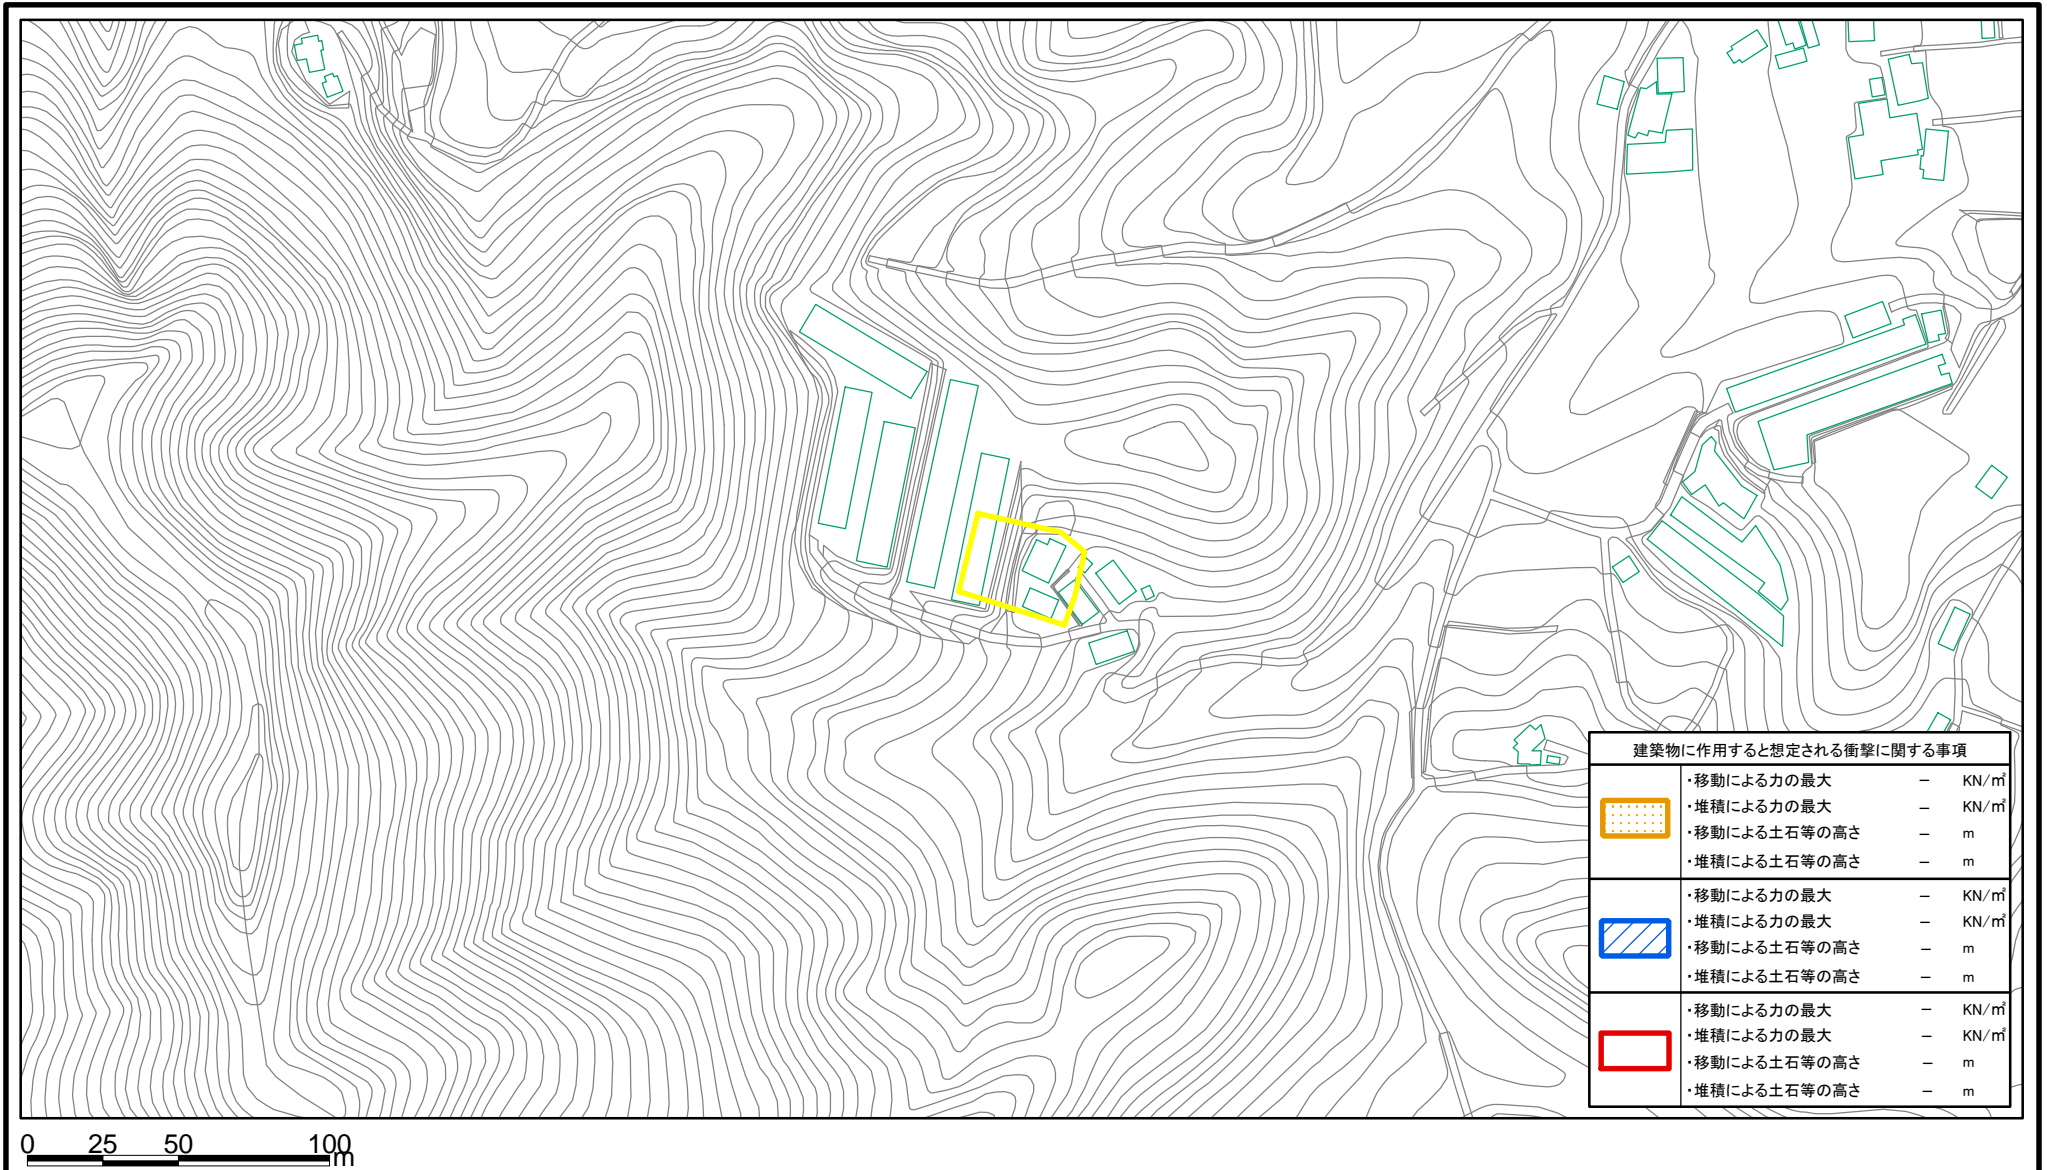 建築物に作用すると想定される衝撃に関する事項
・移動による力の最大 － KN/㎡
・堆積による力の最大 － KN/㎡
・移動による土石等の高さ － m
・堆積による土石等の高さ － m
・移動による力の最大 － KN/㎡
・堆積による力の最大 － KN/㎡
・移動による土石等の高さ － m
・堆積による土石等の高さ － m
・移動による力の最大 － KN/㎡
・堆積による力の最大 － KN/㎡
・移動による土石等の高さ － m
・堆積による土石等の高さ － m
0 25 50 100
m